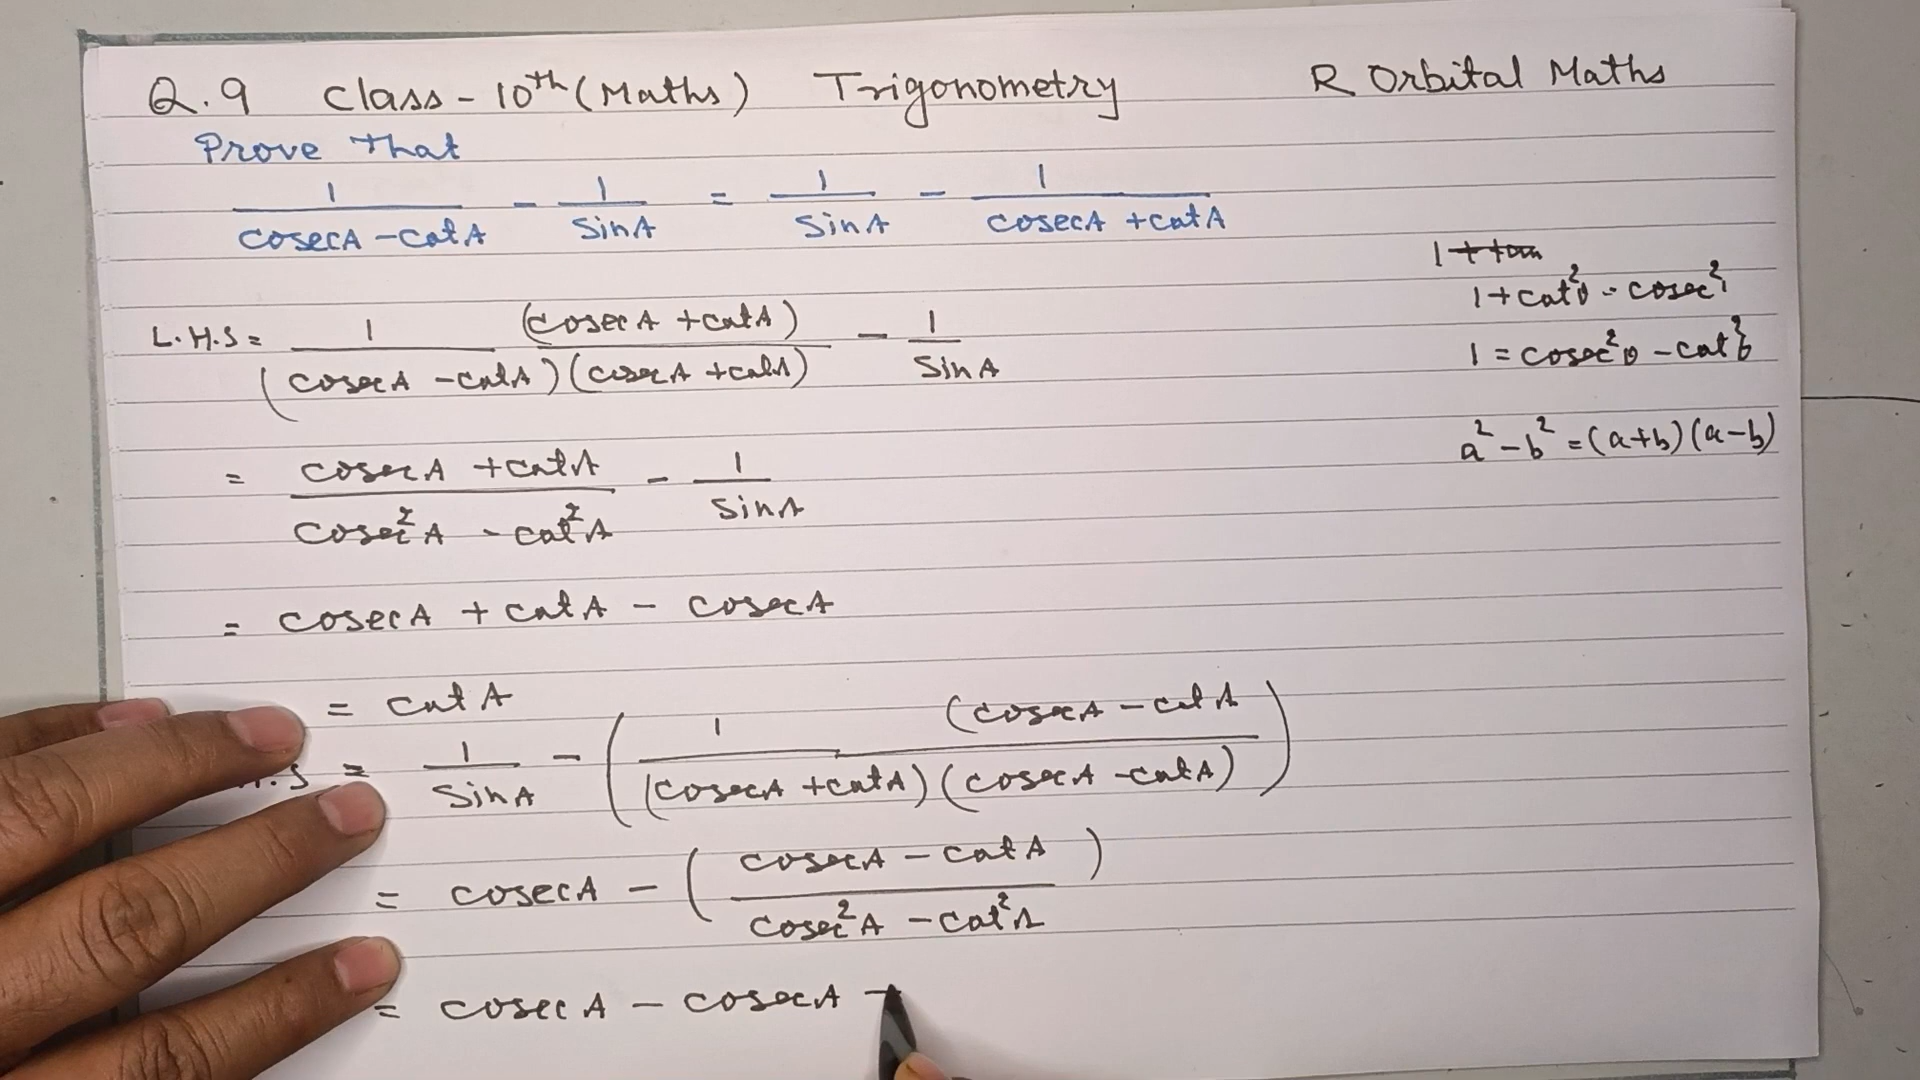 Q.9 Class - 10th (Maths) Trigonometry R Orbital Maths
Prove that
1/(cosecA - cotA) - 1/SinA = 1/SinA - 1/(cosecA + cotA)
1 + tan
1 + cot²θ = cosec²
L.H.S = 1/(cosecA - cotA) (cosecA + cotA)/(cosecA + cotA) - 1/SinA
1 = cosec²θ - cot²θ
a² - b² = (a+b)(a-b)
= (cosecA + cotA)/(cosec²A - cot²A) - 1/SinA
= cosecA + cotA - cosecA
= cotA
.S = 1/SinA - (1/(cosecA + cotA) (cosecA - cotA)/(cosecA - cotA))
= cosecA - ((cosecA - cotA)/(cosec²A - cot²A))
= cosecA - cosecA